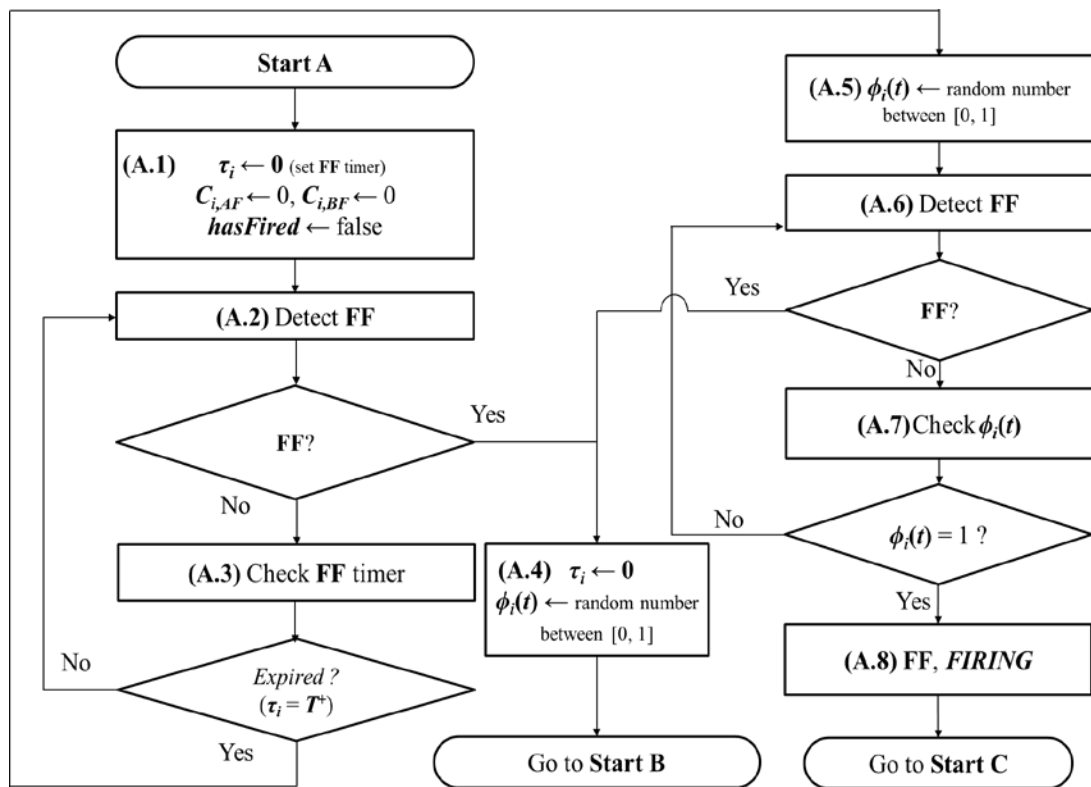 Start A
(A.1) τᵢ ← 0 (set FF timer)
C_{i,AF} ← 0, C_{i,BF} ← 0
hasFired ← false
(A.2) Detect FF
FF?
Yes
No
(A.3) Check FF timer
Expired ?
(τᵢ = T⁺)
No
Yes
(A.4) τᵢ ← 0
ϕᵢ(t) ← random number
between [0, 1]
Go to Start B
(A.5) ϕᵢ(t) ← random number
between [0, 1]
(A.6) Detect FF
FF?
Yes
No
(A.7)Check ϕᵢ(t)
ϕᵢ(t) = 1 ?
No
Yes
(A.8) FF, FIRING
Go to Start C